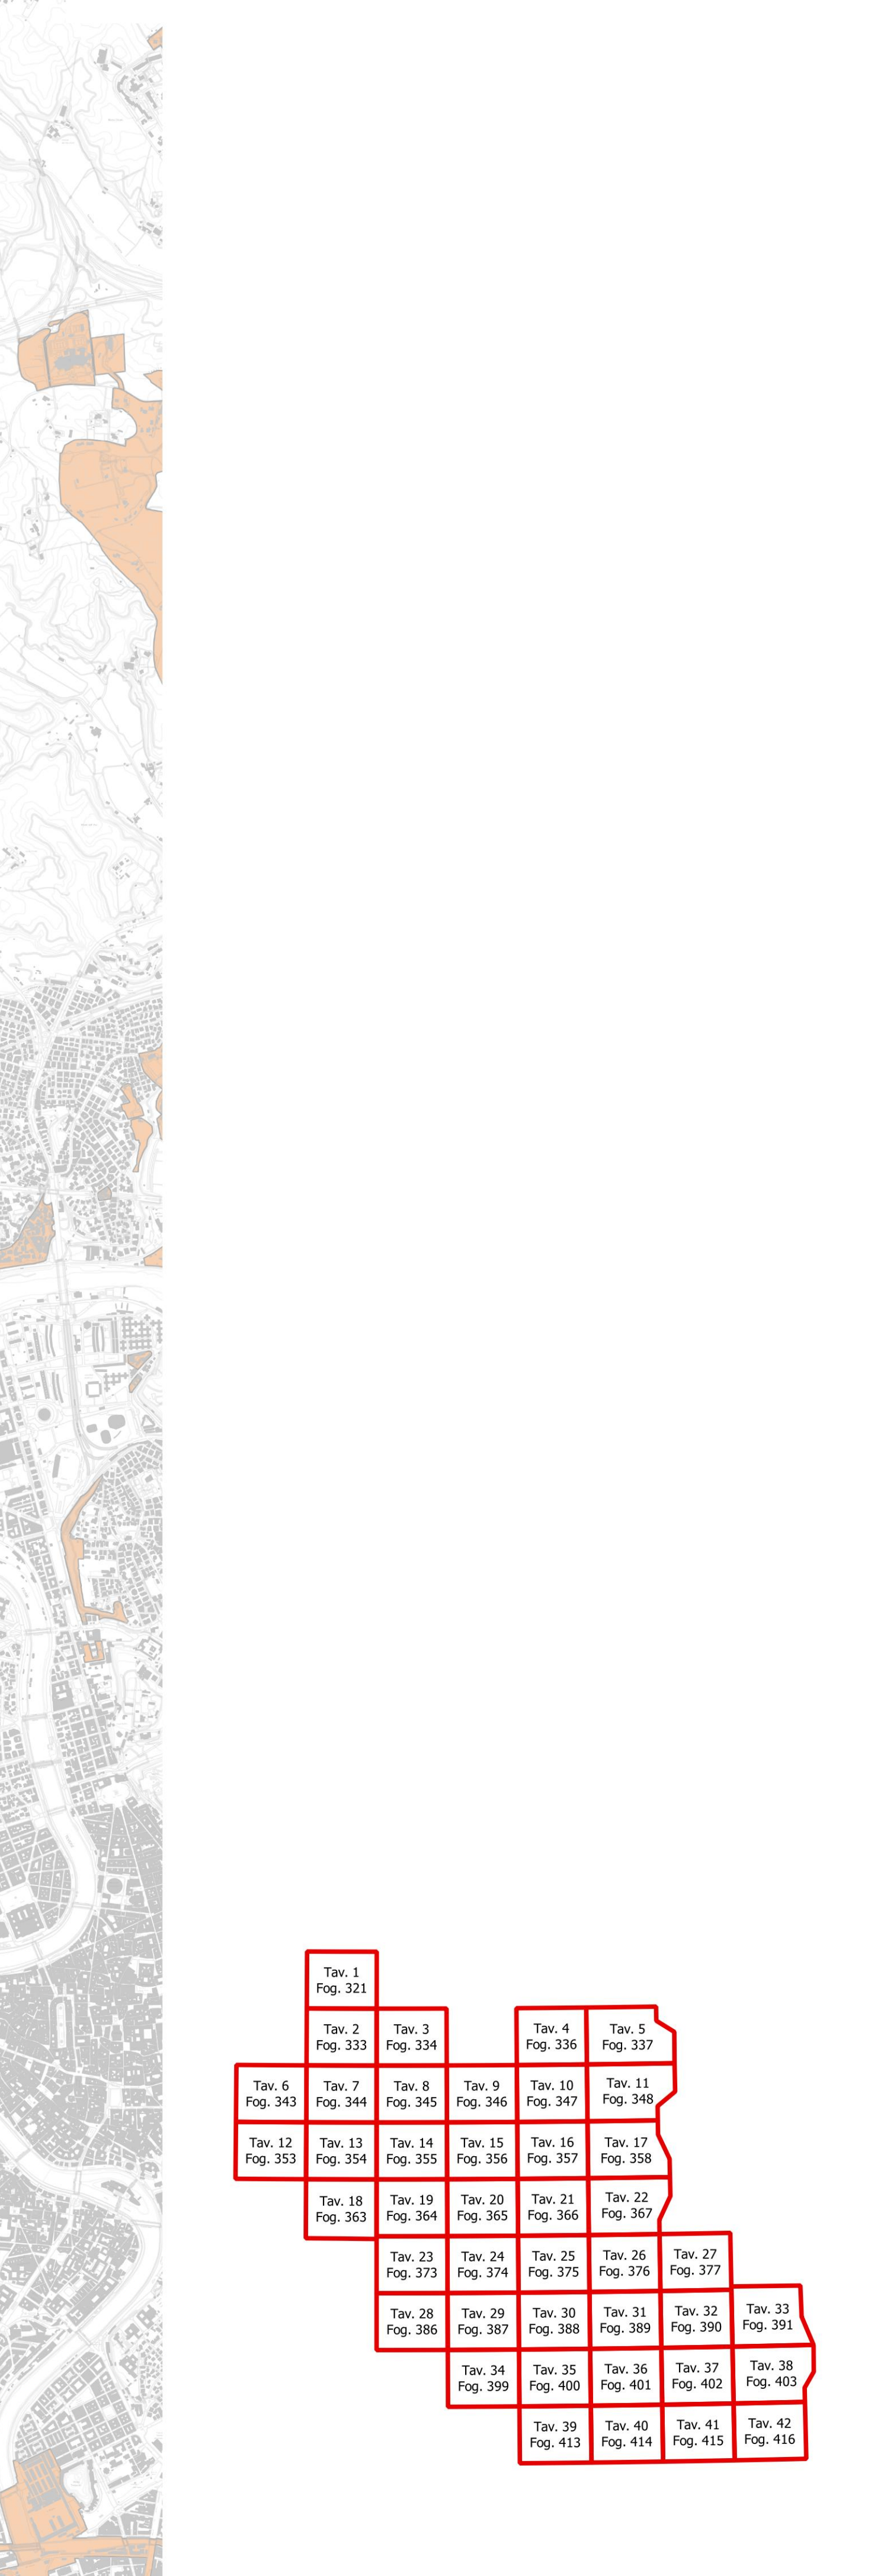 Tav. 1
Fog. 321
Tav. 2
Fog. 333
Tav. 3
Fog. 334
Tav. 4
Fog. 336
Tav. 5
Fog. 337
Tav. 6
Fog. 343
Tav. 7
Fog. 344
Tav. 8
Fog. 345
Tav. 9
Fog. 346
Tav. 10
Fog. 347
Tav. 11
Fog. 348
Tav. 12
Fog. 353
Tav. 13
Fog. 354
Tav. 14
Fog. 355
Tav. 15
Fog. 356
Tav. 16
Fog. 357
Tav. 17
Fog. 358
Tav. 18
Fog. 363
Tav. 19
Fog. 364
Tav. 20
Fog. 365
Tav. 21
Fog. 366
Tav. 22
Fog. 367
Tav. 23
Fog. 373
Tav. 24
Fog. 374
Tav. 25
Fog. 375
Tav. 26
Fog. 376
Tav. 27
Fog. 377
Tav. 28
Fog. 386
Tav. 29
Fog. 387
Tav. 30
Fog. 388
Tav. 31
Fog. 389
Tav. 32
Fog. 390
Tav. 33
Fog. 391
Tav. 34
Fog. 399
Tav. 35
Fog. 400
Tav. 36
Fog. 401
Tav. 37
Fog. 402
Tav. 38
Fog. 403
Tav. 39
Fog. 413
Tav. 40
Fog. 414
Tav. 41
Fog. 415
Tav. 42
Fog. 416